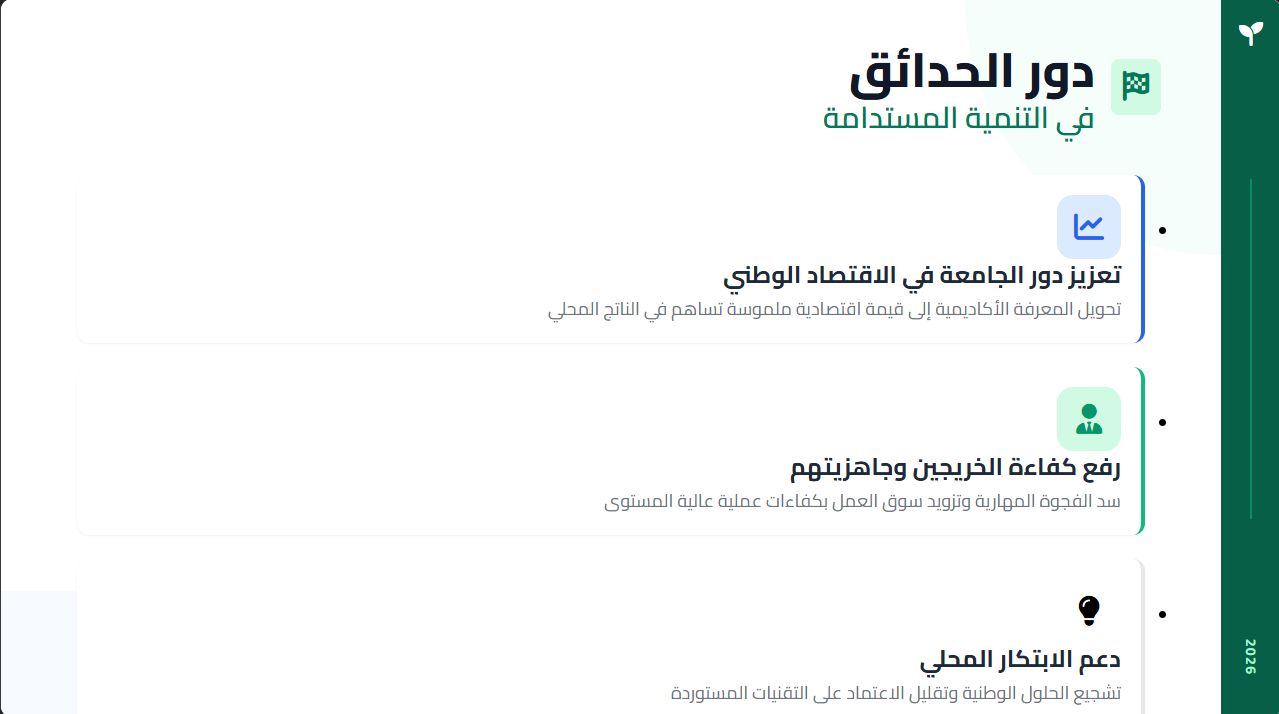 دور الحدائق
في التنمية المستدامة
تعزيز دور الجامعة في الاقتصاد الوطني
تحويل المعرفة الأكاديمية إلى قيمة اقتصادية ملموسة تساهم في الناتج المحلي
رفع كفاءة الخريجين وجاهزيتهم
سد الفجوة المهارية وتزويد سوق العمل بكفاءات عملية عالية المستوى
دعم الابتكار المحلي
تشجيع الحلول الوطنية وتقليل الاعتماد على التقنيات المستوردة
2026